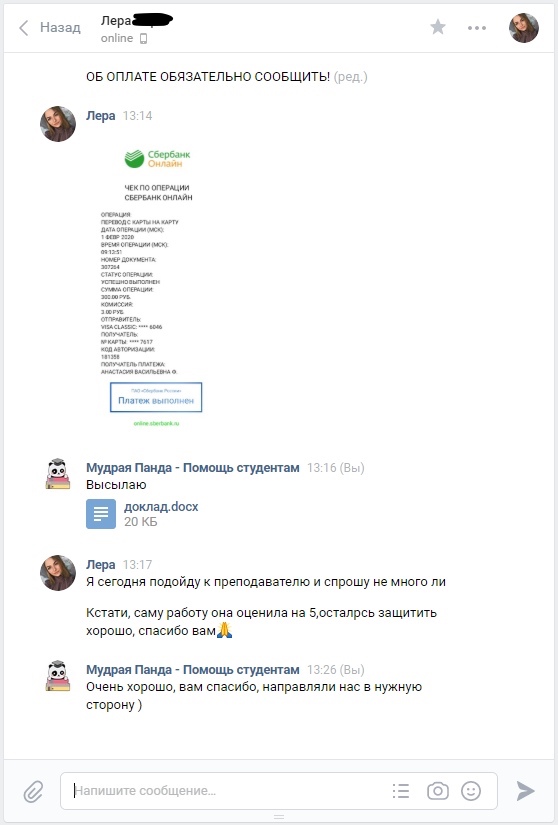 Назад
Лера
online
ОБ ОПЛАТЕ ОБЯЗАТЕЛЬНО СООБЩИТЬ! (ред.)
Лера 13:14
Сбербанк
Онлайн
ЧЕК ПО ОПЕРАЦИИ
СБЕРБАНК ОНЛАЙН
ОПЕРАЦИЯ:
ПЕРЕВОД С КАРТЫ НА КАРТУ
ДАТА ОПЕРАЦИИ (МСК):
1 ФЕВР 2020
ВРЕМЯ ОПЕРАЦИИ (МСК):
09:13:51
НОМЕР ДОКУМЕНТА:
307264
СТАТУС ОПЕРАЦИИ:
УСПЕШНО ВЫПОЛНЕН
СУММА ОПЕРАЦИИ:
300.00 РУБ.
КОМИССИЯ:
3.00 РУБ.
ОТПРАВИТЕЛЬ:
VISA CLASSIC: **** 6046
ПОЛУЧАТЕЛЬ:
№ КАРТЫ: **** 7617
КОД АВТОРИЗАЦИИ:
181358
ПОЛУЧАТЕЛЬ ПЛАТЕЖА:
АНАСТАСИЯ ВАСИЛЬЕВНА Ф.
ПАО «Сбербанк России»
Платеж выполнен
online.sberbank.ru
Мудрая Панда - Помощь студентам 13:16 (Вы)
Высылаю
доклад.docx
20 КБ
Лера 13:17
Я сегодня подойду к преподавателю и спрошу не много ли
Кстати, саму работу она оценила на 5,осталрсь защитить
хорошо, спасибо вам🙏
Мудрая Панда - Помощь студентам 13:26 (Вы)
Очень хорошо, вам спасибо, направляли нас в нужную
сторону )
Напишите сообщение...